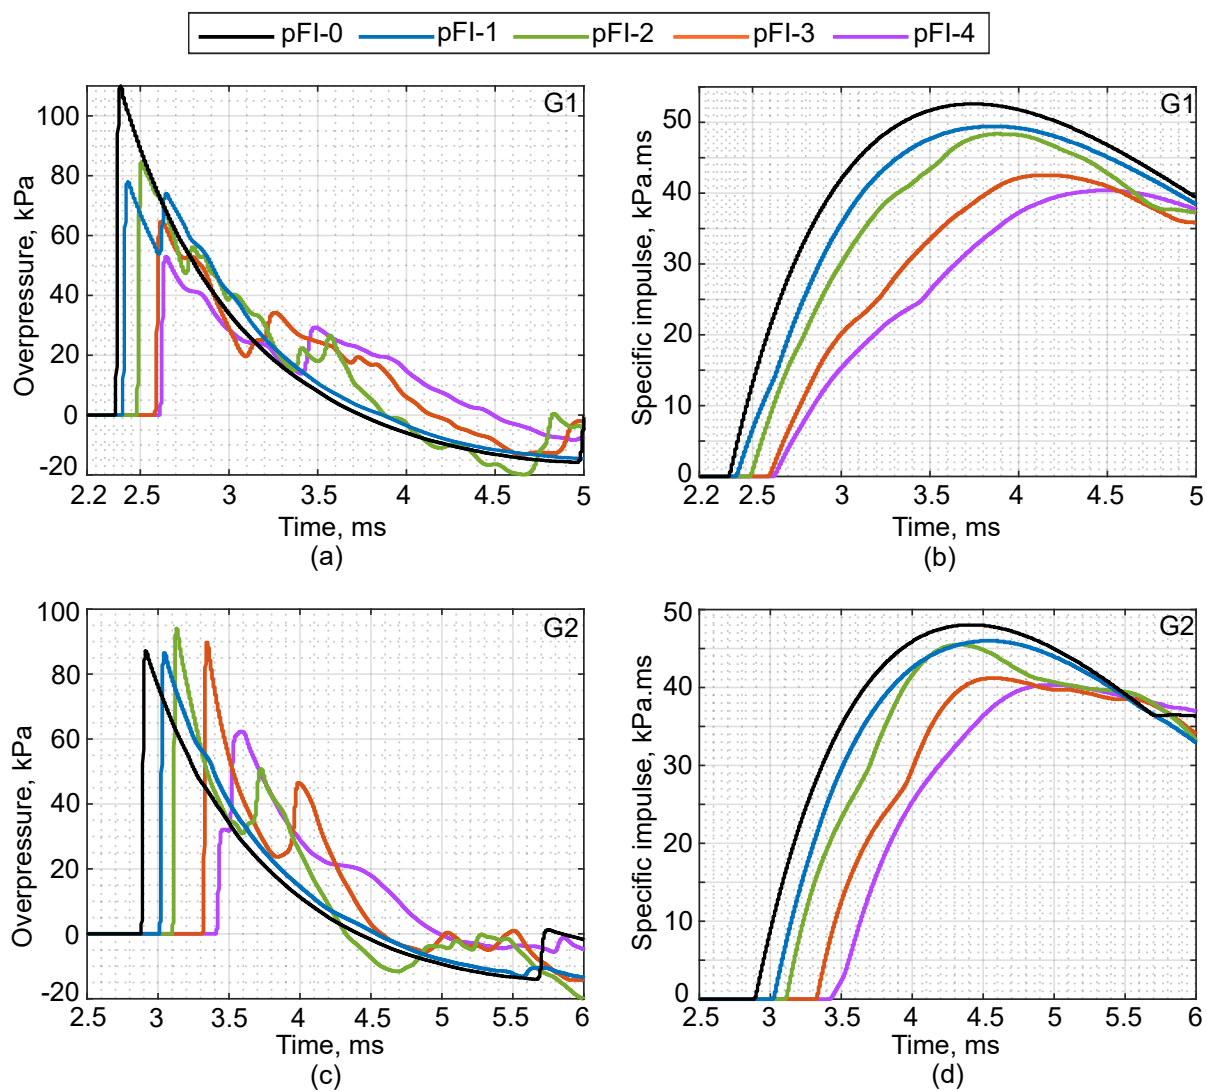 pFI-0 pFI-1 pFI-2 pFI-3 pFI-4
G1
100
80
60
40
20
0
-20
Overpressure, kPa
2.2 2.5 3 3.5 4 4.5 5
Time, ms
(a)
G1
50
40
30
20
10
0
Specific impulse, kPa.ms
2.2 2.5 3 3.5 4 4.5 5
Time, ms
(b)
G2
100
80
60
40
20
0
-20
Overpressure, kPa
2.5 3 3.5 4 4.5 5 5.5 6
Time, ms
(c)
G2
50
40
30
20
10
0
Specific impulse, kPa.ms
2.5 3 3.5 4 4.5 5 5.5 6
Time, ms
(d)